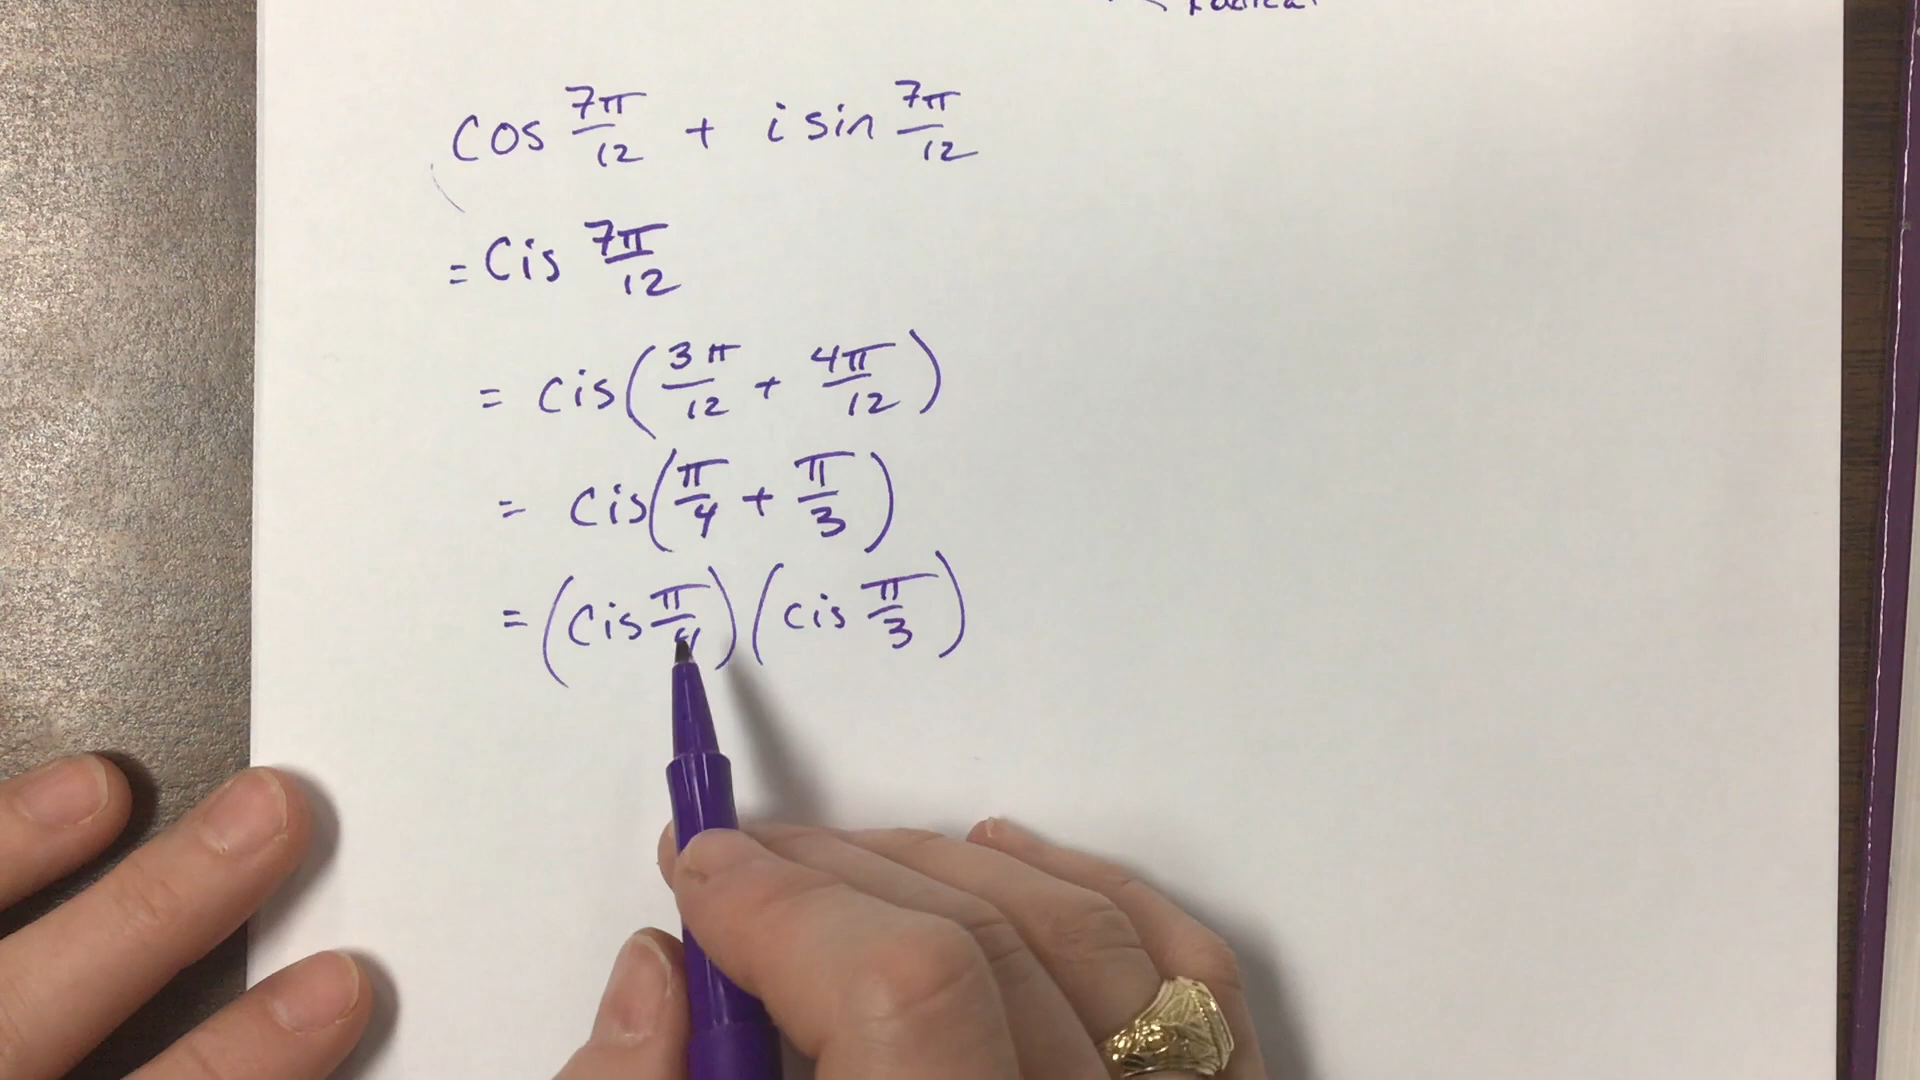 cos 7π/12 + i sin 7π/12
= Cis 7π/12
= cis(3π/12 + 4π/12)
= cis(π/4 + π/3)
= (cis π/4)(cis π/3)